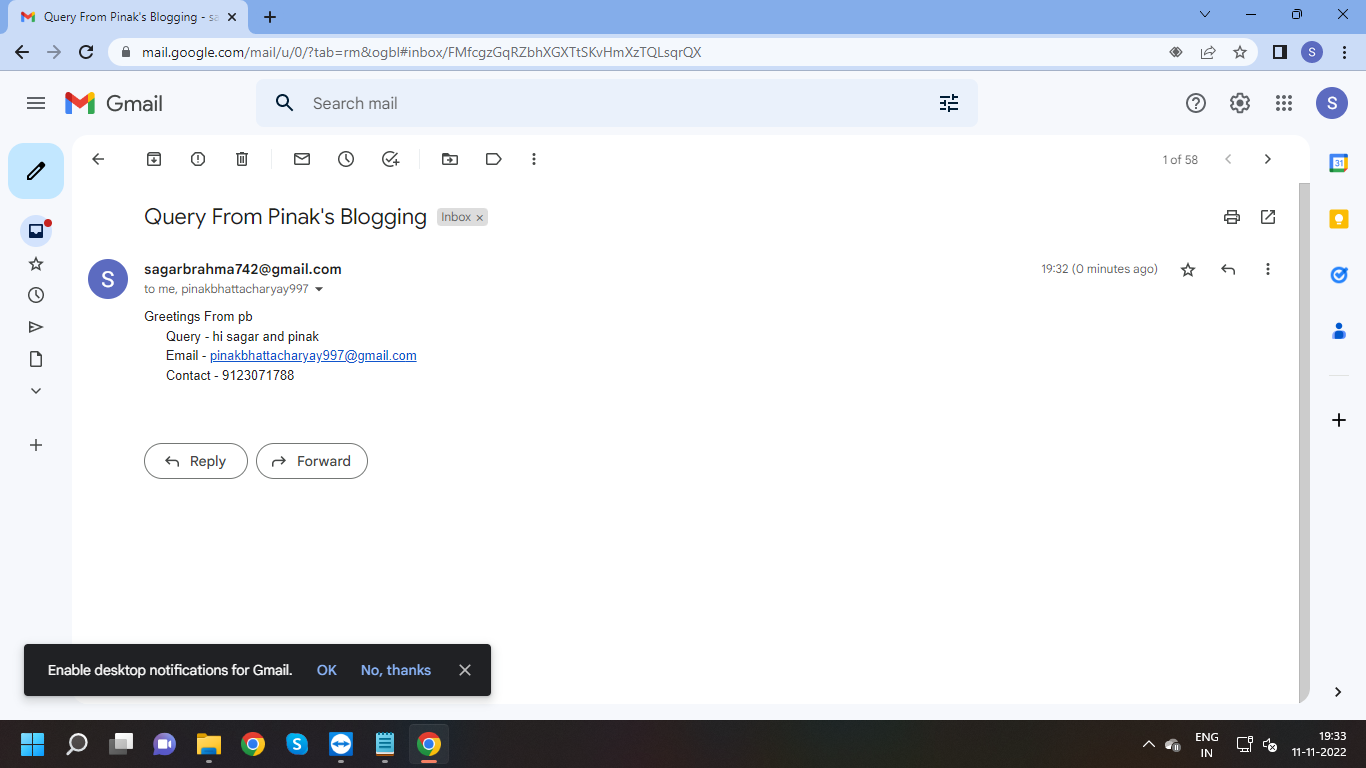 Query From Pinak's Blogging - sa
mail.google.com/mail/u/0/?tab=rm&ogbl#inbox/FMfcgzGqRZbhXGXTtSKvHmXzTQLsqrQX
S
Gmail
Search mail
S
1 of 58
31
Query From Pinak's Blogging
Inbox ×
S
sagarbrahma742@gmail.com
19:32 (0 minutes ago)
to me, pinakbhattacharyay997
Greetings From pb
Query - hi sagar and pinak
Email - pinakbhattacharyay997@gmail.com
Contact - 9123071788
Reply
Forward
Enable desktop notifications for Gmail. OK No, thanks
S
ENG
IN
19:33
11-11-2022